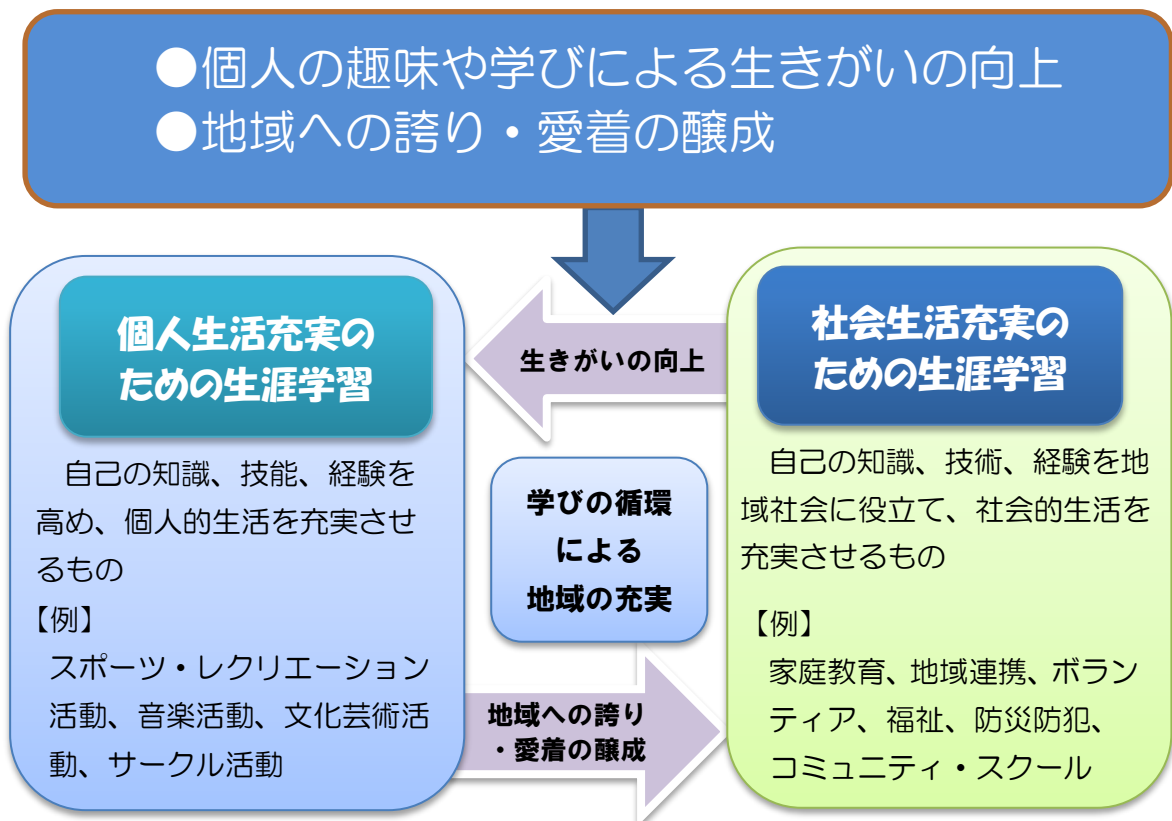 ●個人の趣味や学びによる生きがいの向上
●地域への誇り・愛着の醸成
個人生活充実の
ための生涯学習
自己の知識、技能、経験を
高め、個人的生活を充実させ
るもの
【例】
スポーツ・レクリエーション
活動、音楽活動、文化芸術活
動、サークル活動
生きがいの向上
学びの循環
による
地域の充実
地域への誇り
・愛着の醸成
社会生活充実の
ための生涯学習
自己の知識、技術、経験を地
域社会に役立て、社会的生活を
充実させるもの
【例】
家庭教育、地域連携、ボラン
ティア、福祉、防災防犯、
コミュニティ・スクール